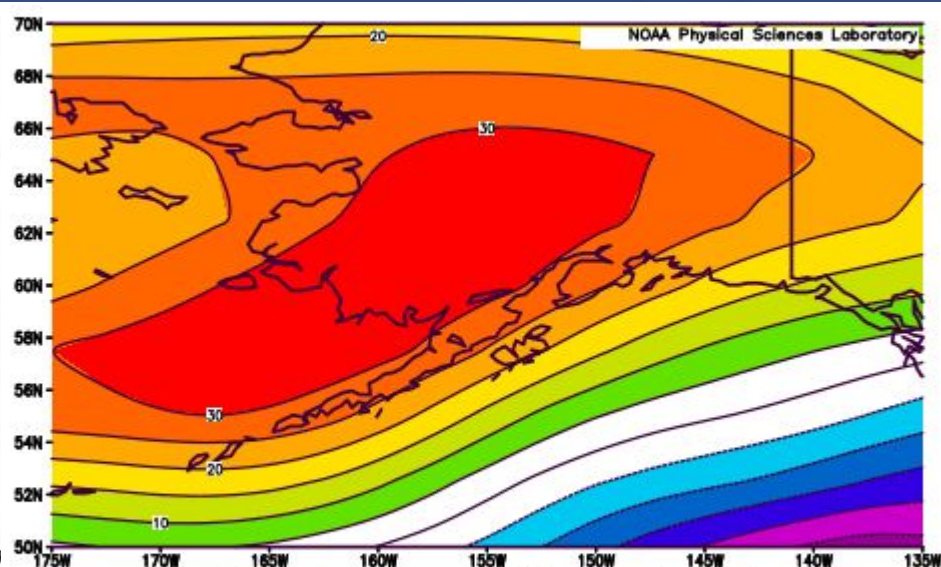 70N
NOAA Physical Sciences Laboratory
20
68N
66N
30
64N
62N
60N
58N
56N
30
54N
20
52N
10
50N
175W 170W 165W 160W 155W 150W 145W 140W 135W